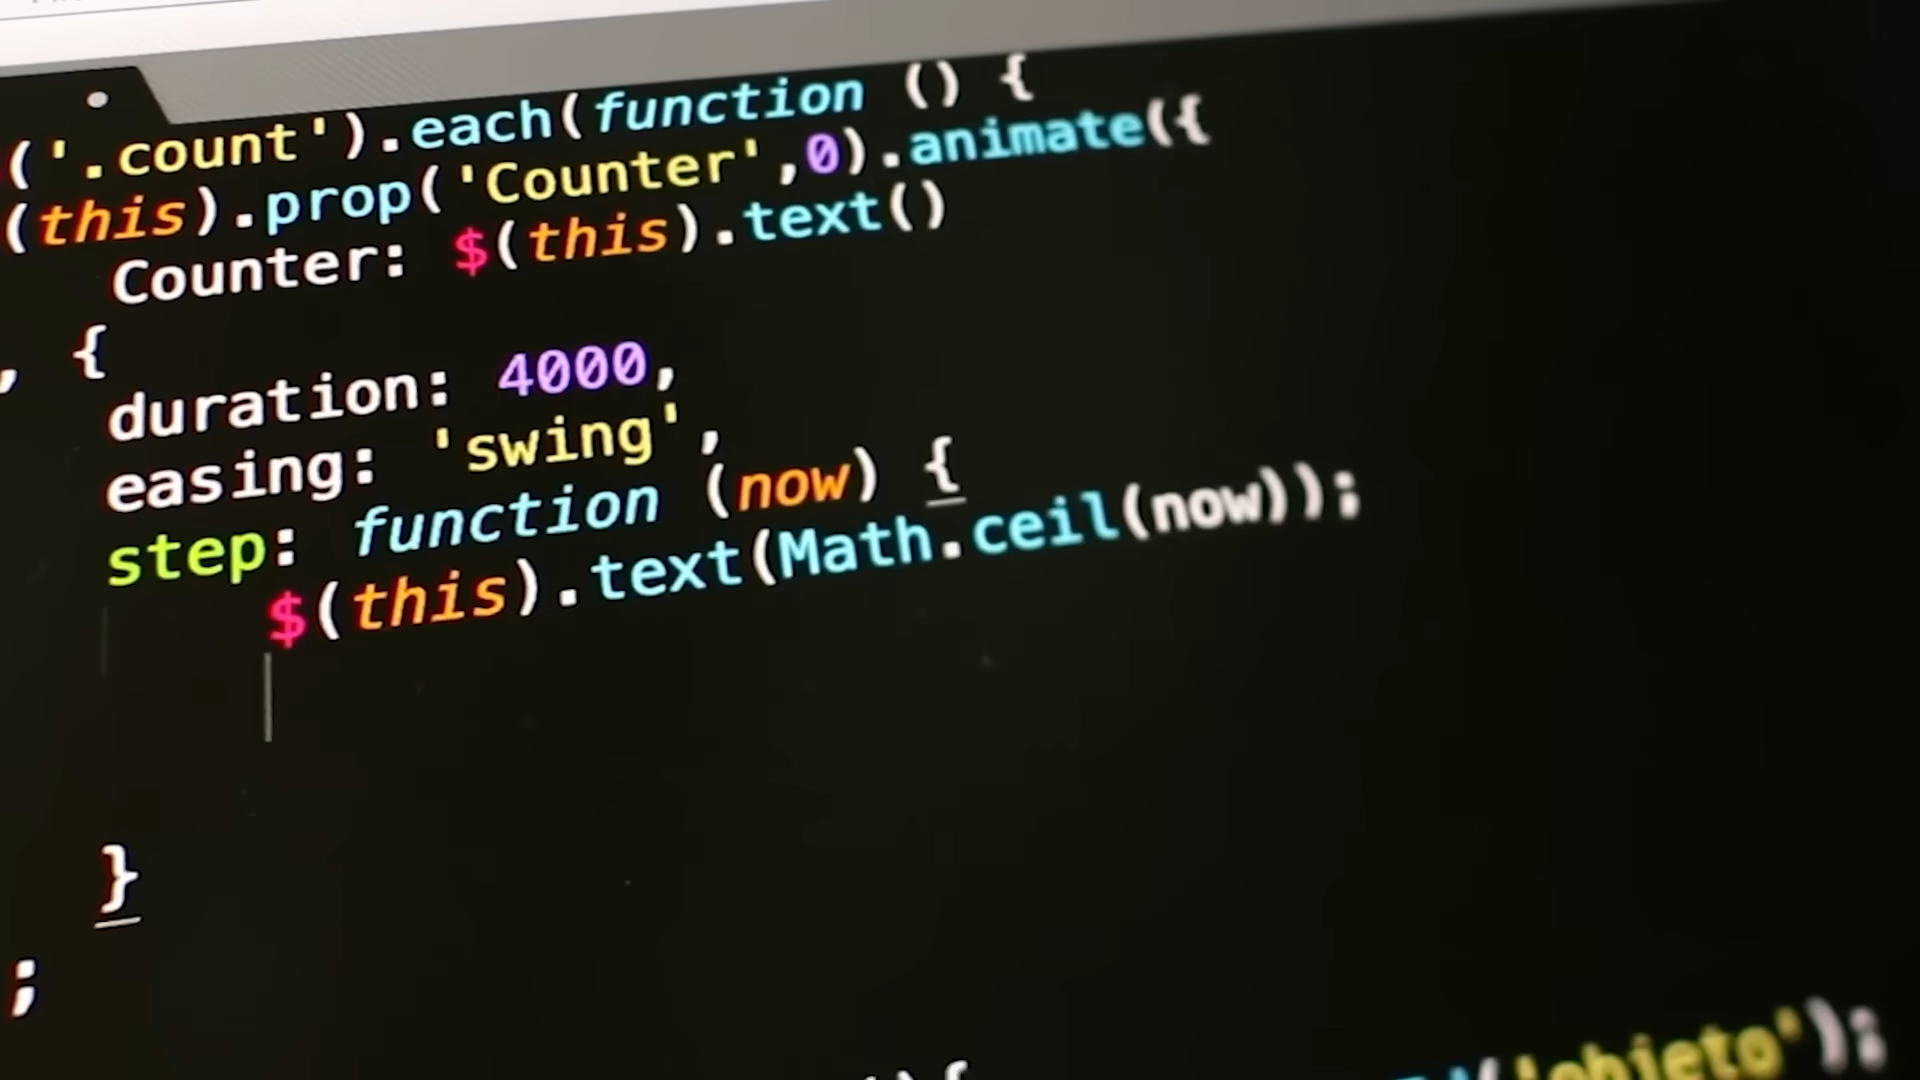 ('.count').each(function () {
(this).prop('Counter',0).animate({
Counter: $(this).text()
, {
duration: 4000,
easing: 'swing',
step: function (now) {
$(this).text(Math.ceil(now));
}
;
){
('objeto');